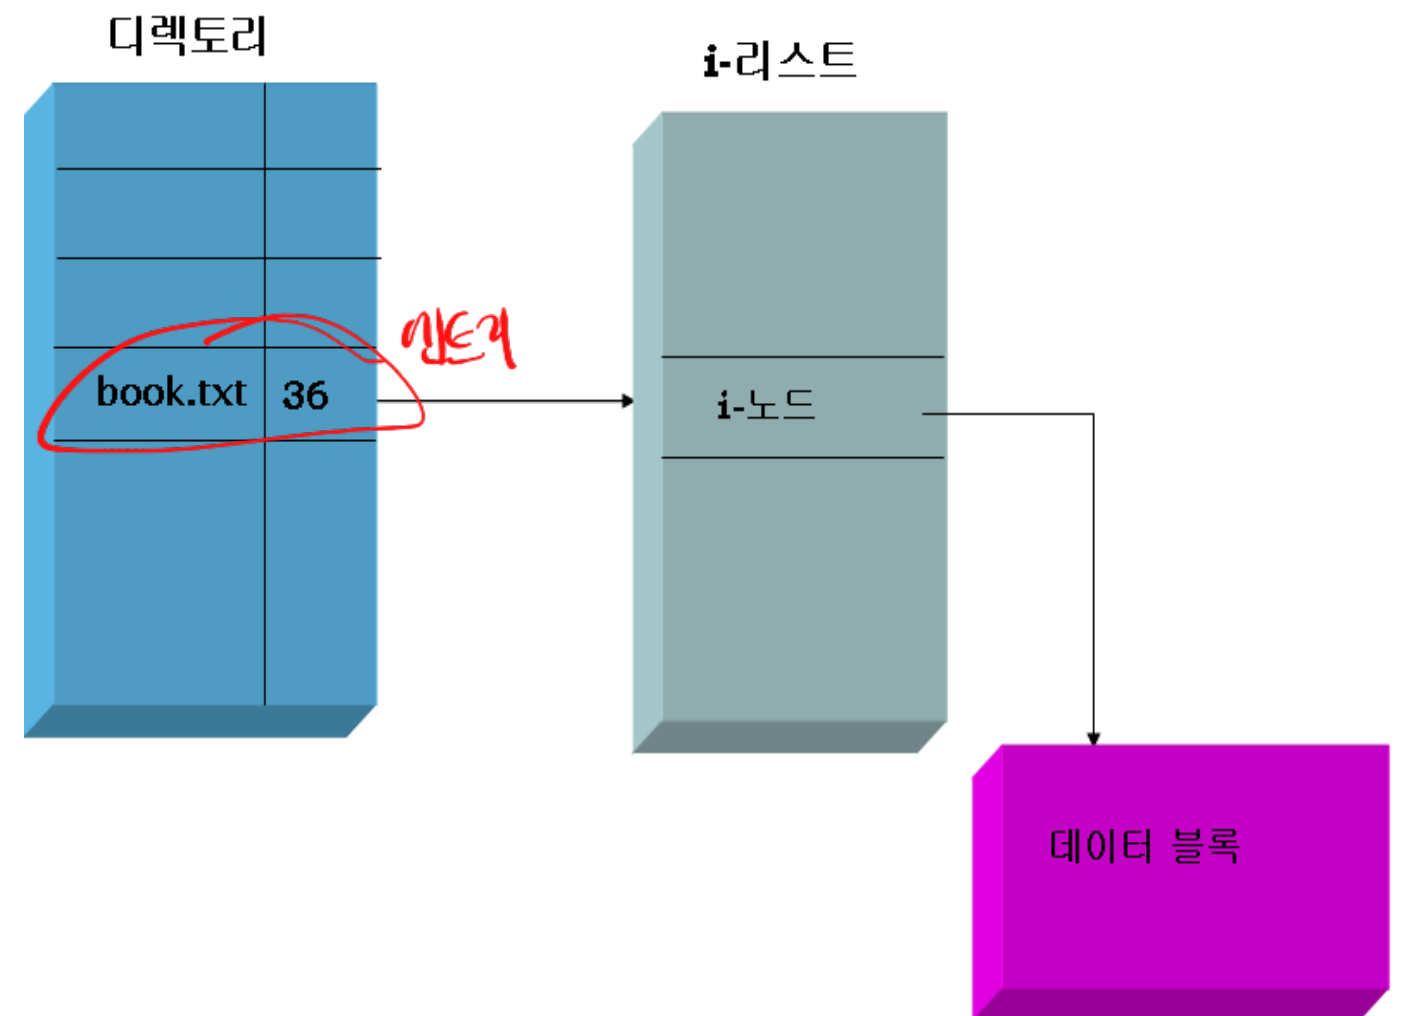 디렉토리
i-리스트
엔트리
book.txt 36
i-노드
데이터 블록